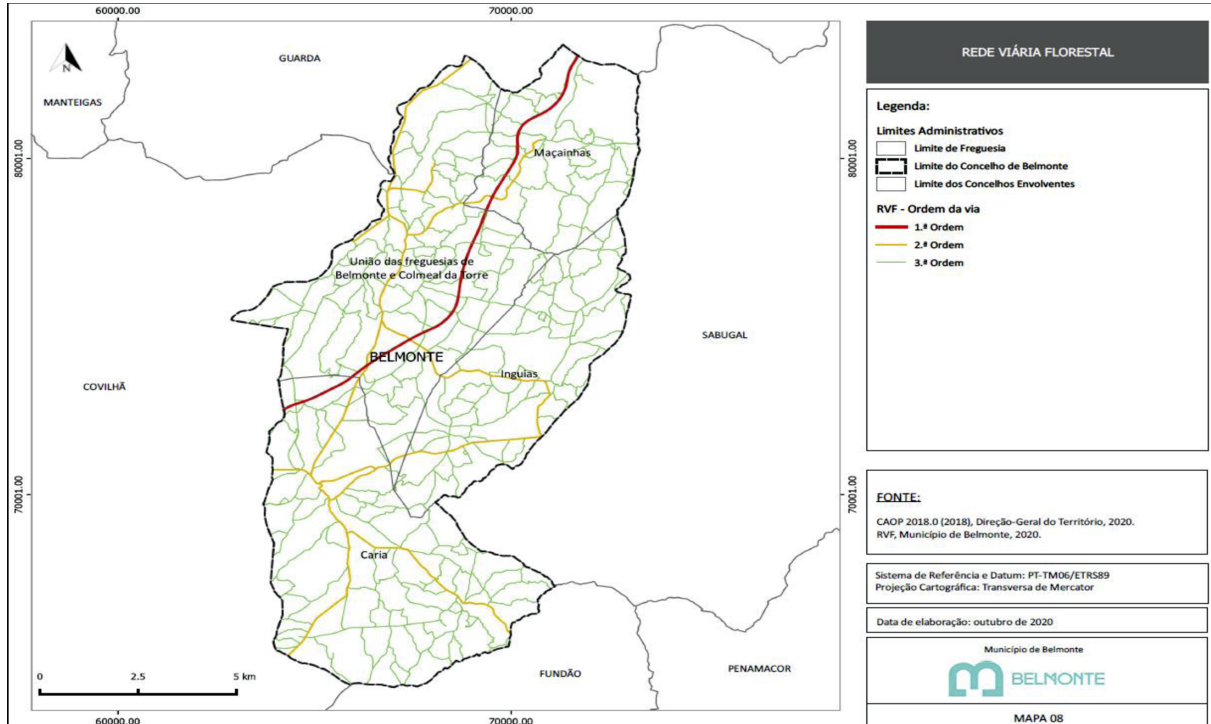 60000.00
70000.00
REDE VIÁRIA FLORESTAL
GUARDA
N
MANTEIGAS
Legenda:
Limites Administrativos
Limite de Freguesia
Limite do Concelho de Belmonte
Limite dos Concelhos Envolventes
RVF - Ordem da via
1.ª Ordem
2.ª Ordem
3.ª Ordem
80001.00
80001.00
Maçainhas
União das freguesias de
Belmonte e Colmeal da Torre
SABUGAL
BELMONTE
Inguias
COVILHÃ
70001.00
70001.00
Caria
FONTE:
CAOP 2018.0 (2018), Direção-Geral do Território, 2020.
RVF, Município de Belmonte, 2020.
Sistema de Referência e Datum: PT-TM06/ETRS89
Projeção Cartográfica: Transversa de Mercator
Data de elaboração: outubro de 2020
Município de Belmonte
BELMONTE
MAPA 08
FUNDÃO
PENAMACOR
0 2.5 5 km
60000.00
70000.00